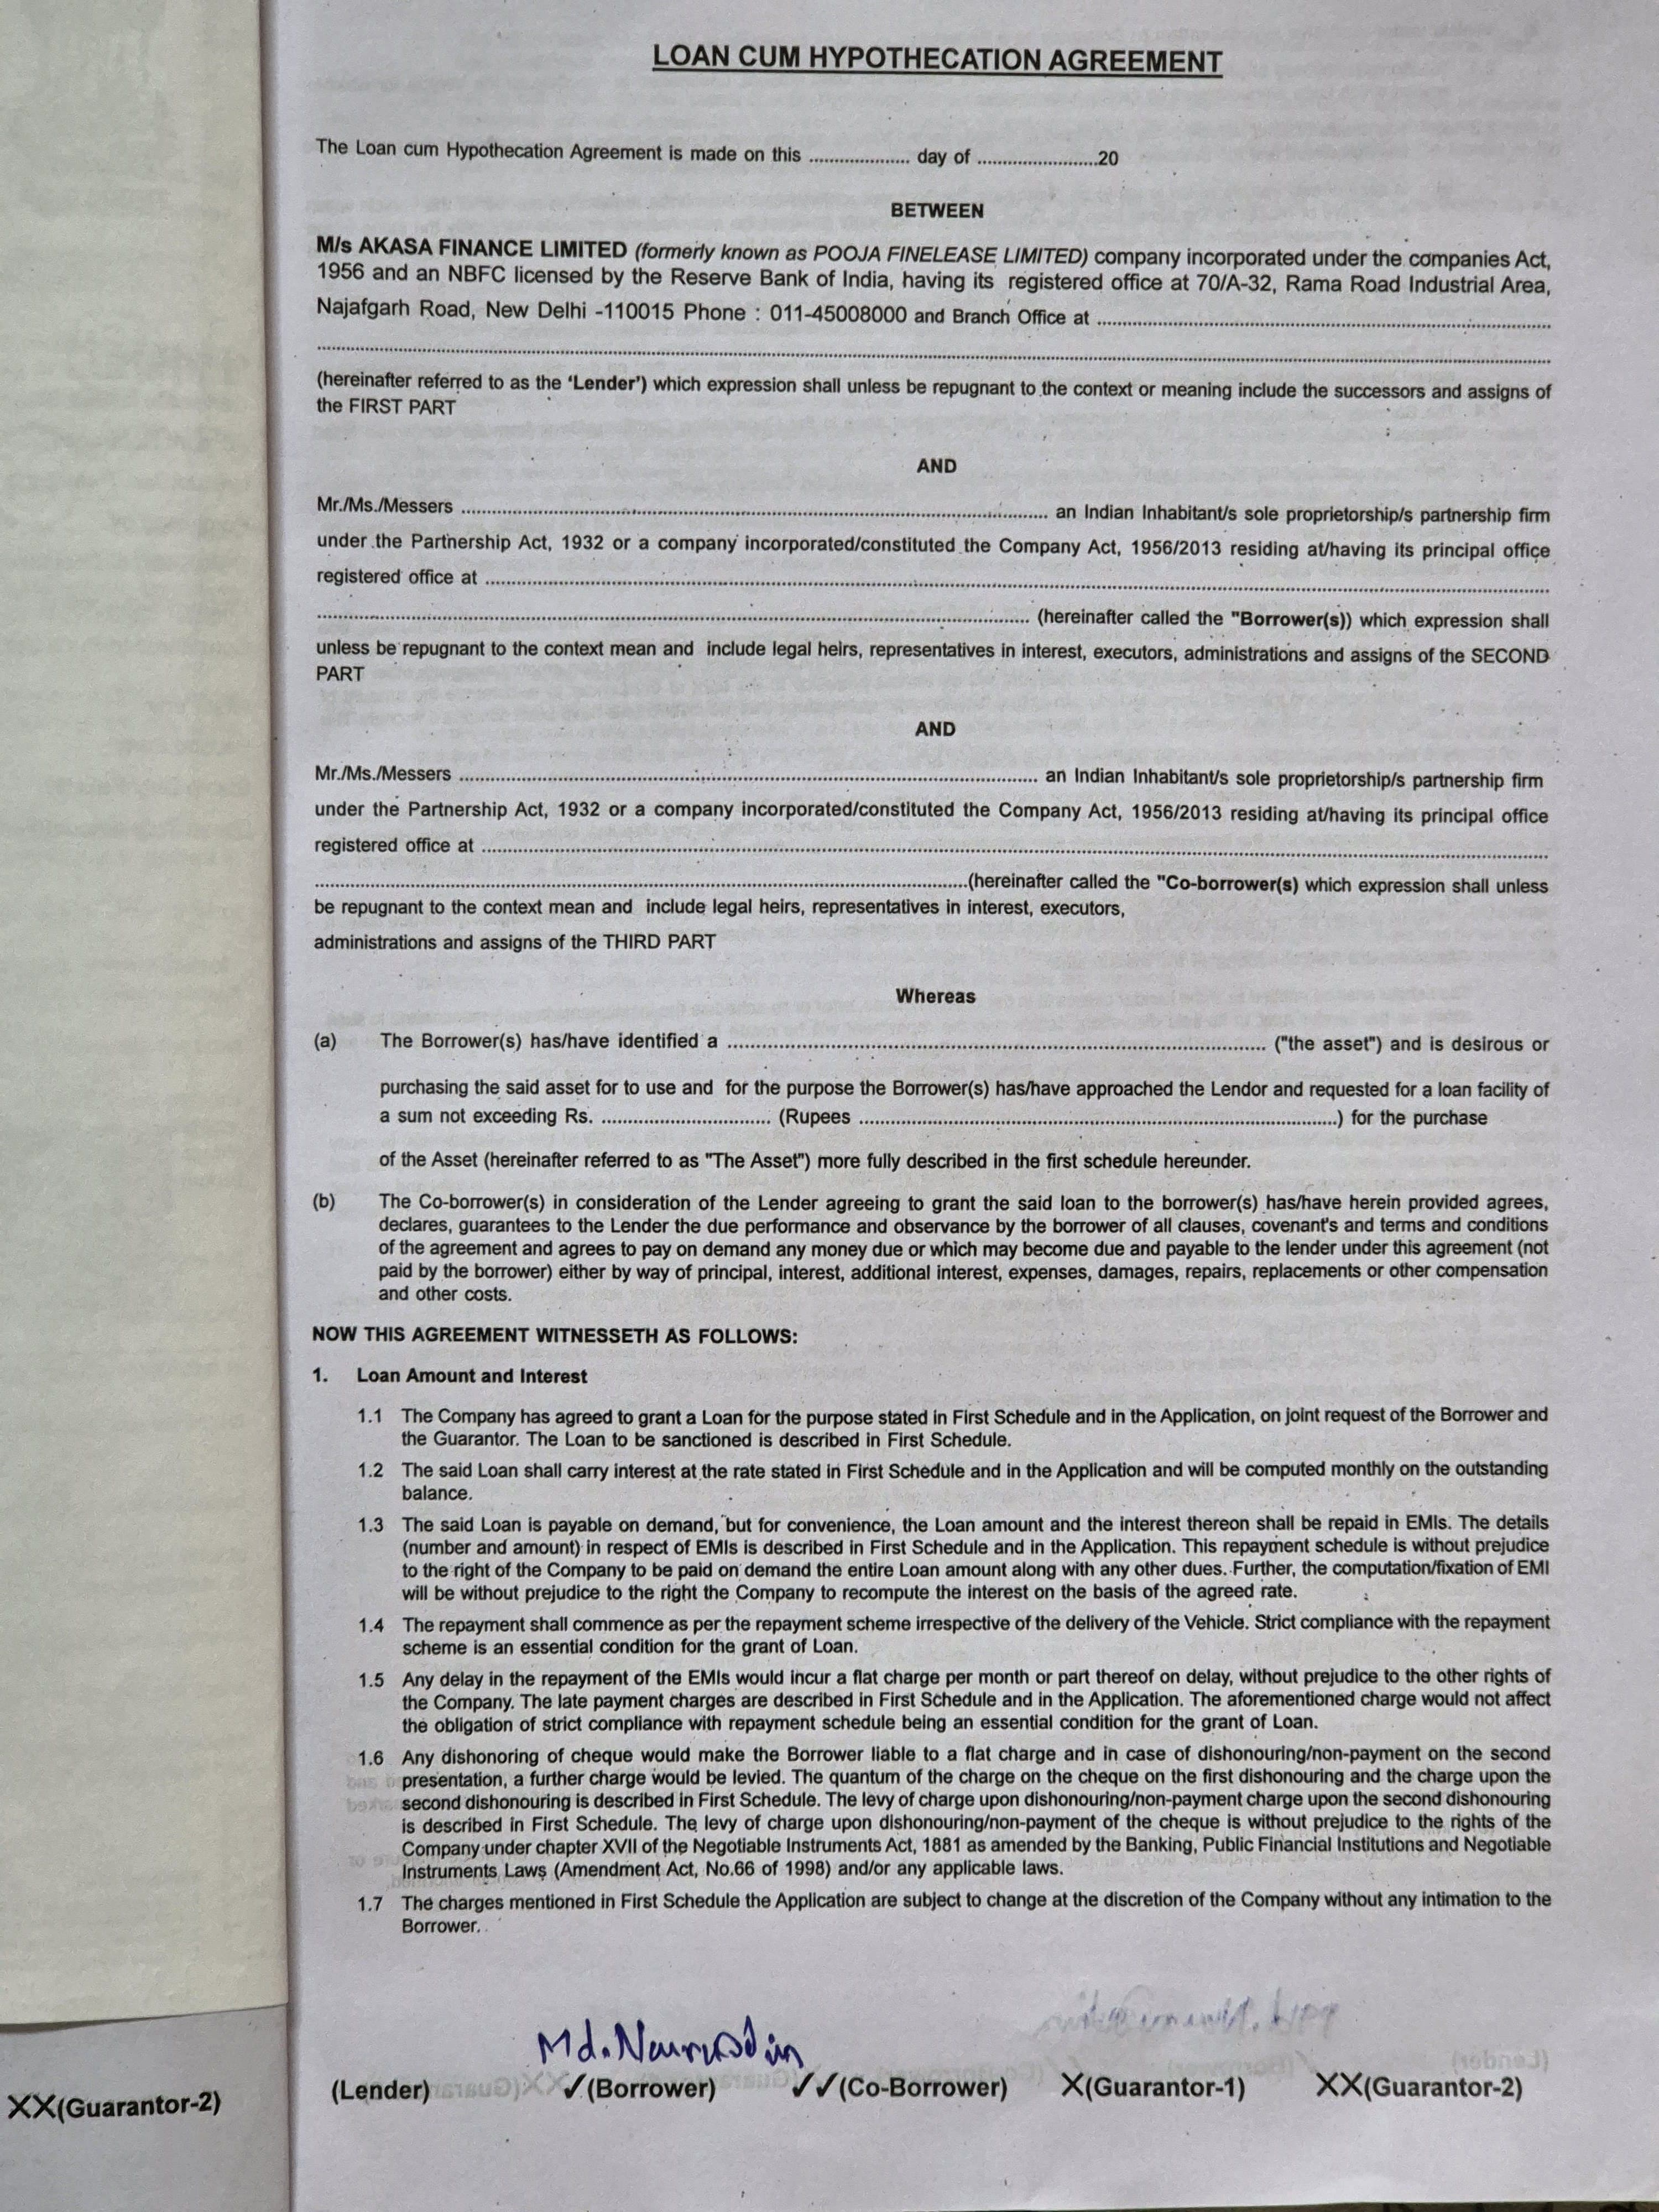 LOAN CUM HYPOTHECATION AGREEMENT
The Loan cum Hypothecation Agreement is made on this .................... day of ........................20
BETWEEN
M/s AKASA FINANCE LIMITED (formerly known as POOJA FINELEASE LIMITED) company incorporated under the companies Act,
1956 and an NBFC licensed by the Reserve Bank of India, having its registered office at 70/A-32, Rama Road Industrial Area,
Najafgarh Road, New Delhi -110015 Phone : 011-45008000 and Branch Office at ..........................................................................................
..........................................................................................
(hereinafter referred to as the 'Lender') which expression shall unless be repugnant to the context or meaning include the successors and assigns of
the FIRST PART
AND
Mr./Ms./Messers .......................................................................................... an Indian Inhabitant/s sole proprietorship/s partnership firm
under the Partnership Act, 1932 or a company incorporated/constituted the Company Act, 1956/2013 residing at/having its principal office
registered office at ..........................................................................................
.......................................................................................... (hereinafter called the "Borrower(s)) which expression shall
unless be repugnant to the context mean and include legal heirs, representatives in interest, executors, administrations and assigns of the SECOND
PART
AND
Mr./Ms./Messers .......................................................................................... an Indian Inhabitant/s sole proprietorship/s partnership firm
under the Partnership Act, 1932 or a company incorporated/constituted the Company Act, 1956/2013 residing at/having its principal office
registered office at ..........................................................................................
..........................................................................................(hereinafter called the "Co-borrower(s) which expression shall unless
be repugnant to the context mean and include legal heirs, representatives in interest, executors,
administrations and assigns of the THIRD PART
Whereas
(a) The Borrower(s) has/have identified a .......................................................................................... ("the asset") and is desirous or
purchasing the said asset for to use and for the purpose the Borrower(s) has/have approached the Lendor and requested for a loan facility of
a sum not exceeding Rs. .................................. (Rupees ..........................................................................................) for the purchase
of the Asset (hereinafter referred to as "The Asset") more fully described in the first schedule hereunder.
(b) The Co-borrower(s) in consideration of the Lender agreeing to grant the said loan to the borrower(s) has/have herein provided agrees,
declares, guarantees to the Lender the due performance and observance by the borrower of all clauses, covenant's and terms and conditions
of the agreement and agrees to pay on demand any money due or which may become due and payable to the lender under this agreement (not
paid by the borrower) either by way of principal, interest, additional interest, expenses, damages, repairs, replacements or other compensation
and other costs.
NOW THIS AGREEMENT WITNESSETH AS FOLLOWS:
1. Loan Amount and Interest
1.1 The Company has agreed to grant a Loan for the purpose stated in First Schedule and in the Application, on joint request of the Borrower and
the Guarantor. The Loan to be sanctioned is described in First Schedule.
1.2 The said Loan shall carry interest at the rate stated in First Schedule and in the Application and will be computed monthly on the outstanding
balance.
1.3 The said Loan is payable on demand, but for convenience, the Loan amount and the interest thereon shall be repaid in EMIs. The details
(number and amount) in respect of EMIs is described in First Schedule and in the Application. This repayment schedule is without prejudice
to the right of the Company to be paid on demand the entire Loan amount along with any other dues. Further, the computation/fixation of EMI
will be without prejudice to the right the Company to recompute the interest on the basis of the agreed rate.
1.4 The repayment shall commence as per the repayment scheme irrespective of the delivery of the Vehicle. Strict compliance with the repayment
scheme is an essential condition for the grant of Loan.
1.5 Any delay in the repayment of the EMIs would incur a flat charge per month or part thereof on delay, without prejudice to the other rights of
the Company. The late payment charges are described in First Schedule and in the Application. The aforementioned charge would not affect
the obligation of strict compliance with repayment schedule being an essential condition for the grant of Loan.
1.6 Any dishonoring of cheque would make the Borrower liable to a flat charge and in case of dishonouring/non-payment on the second
presentation, a further charge would be levied. The quantum of the charge on the cheque on the first dishonouring and the charge upon the
second dishonouring is described in First Schedule. The levy of charge upon dishonouring/non-payment charge upon the second dishonouring
is described in First Schedule. The levy of charge upon dishonouring/non-payment of the cheque is without prejudice to the rights of the
Company under chapter XVII of the Negotiable Instruments Act, 1881 as amended by the Banking, Public Financial Institutions and Negotiable
Instruments Laws (Amendment Act, No.66 of 1998) and/or any applicable laws.
1.7 The charges mentioned in First Schedule the Application are subject to change at the discretion of the Company without any intimation to the
Borrower.
Md.
(Lender) ✓(Borrower) ✓✓(Co-Borrower) X(Guarantor-1) XX(Guarantor-2)
XX(Guarantor-2)